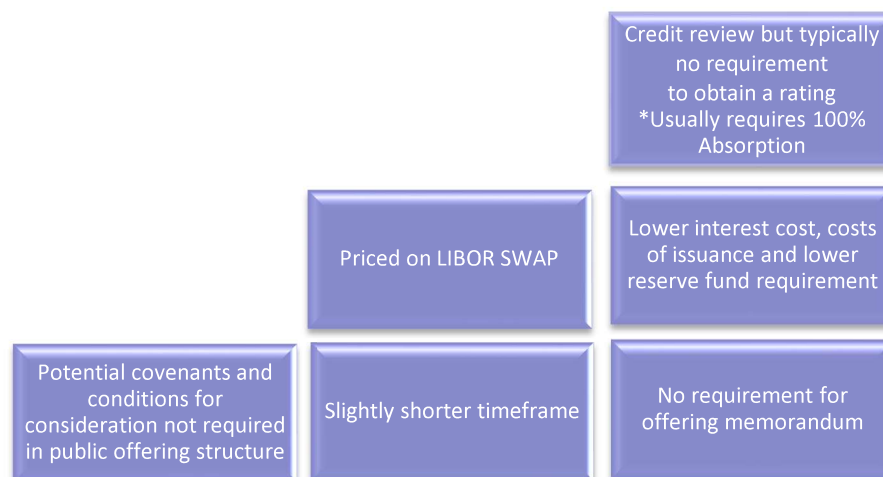 Credit review but typically
no requirement
to obtain a rating
*Usually requires 100%
Absorption
Priced on LIBOR SWAP
Lower interest cost, costs
of issuance and lower
reserve fund requirement
Potential covenants and
conditions for
consideration not required
in public offering structure
Slightly shorter timeframe
No requirement for
offering memorandum